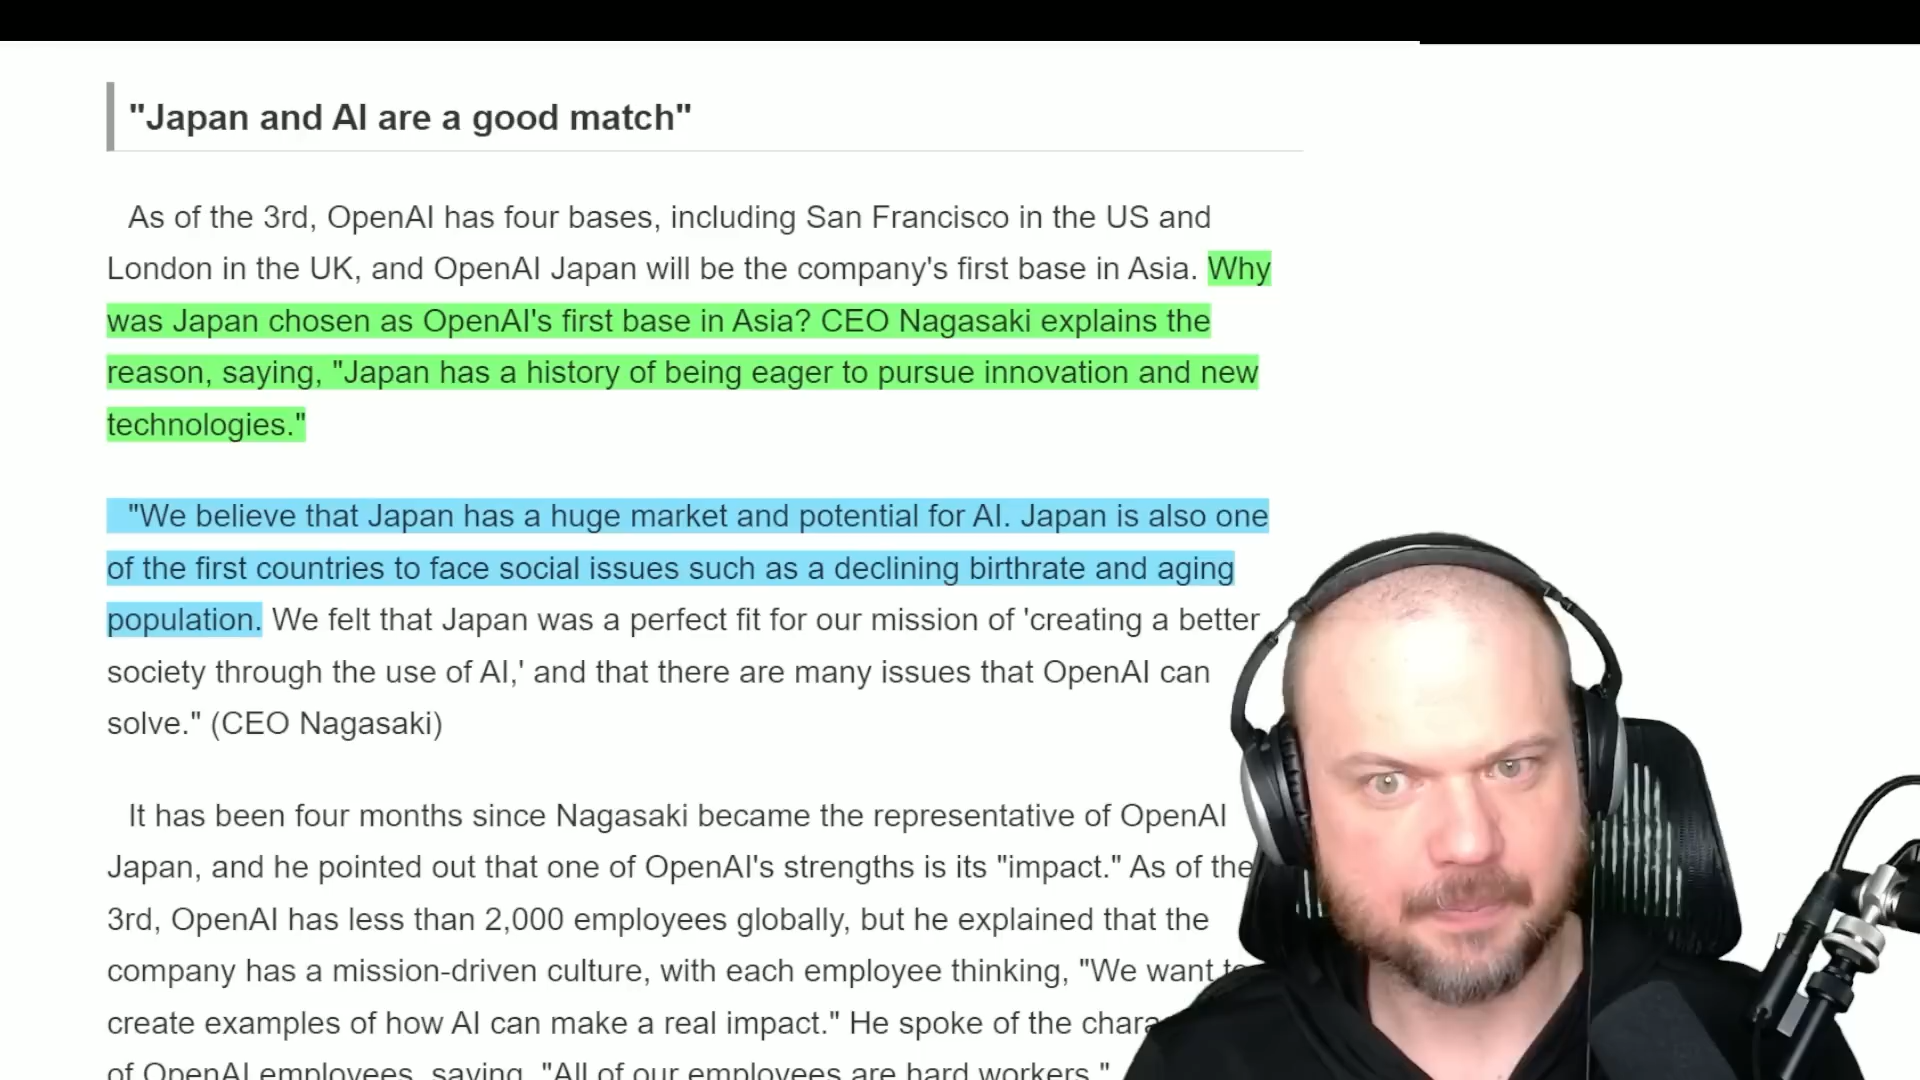 "Japan and AI are a good match"
As of the 3rd, OpenAI has four bases, including San Francisco in the US and
London in the UK, and OpenAI Japan will be the company's first base in Asia. Why
was Japan chosen as OpenAI's first base in Asia? CEO Nagasaki explains the
reason, saying, "Japan has a history of being eager to pursue innovation and new
technologies."
"We believe that Japan has a huge market and potential for AI. Japan is also one
of the first countries to face social issues such as a declining birthrate and aging
population. We felt that Japan was a perfect fit for our mission of 'creating a better
society through the use of AI,' and that there are many issues that OpenAI can
solve." (CEO Nagasaki)
It has been four months since Nagasaki became the representative of OpenAI
Japan, and he pointed out that one of OpenAI's strengths is its "impact." As of the
3rd, OpenAI has less than 2,000 employees globally, but he explained that the
company has a mission-driven culture, with each employee thinking, "We want to
create examples of how AI can make a real impact." He spoke of the
of OpenAI employees, saying, "All of our employees are hard workers."